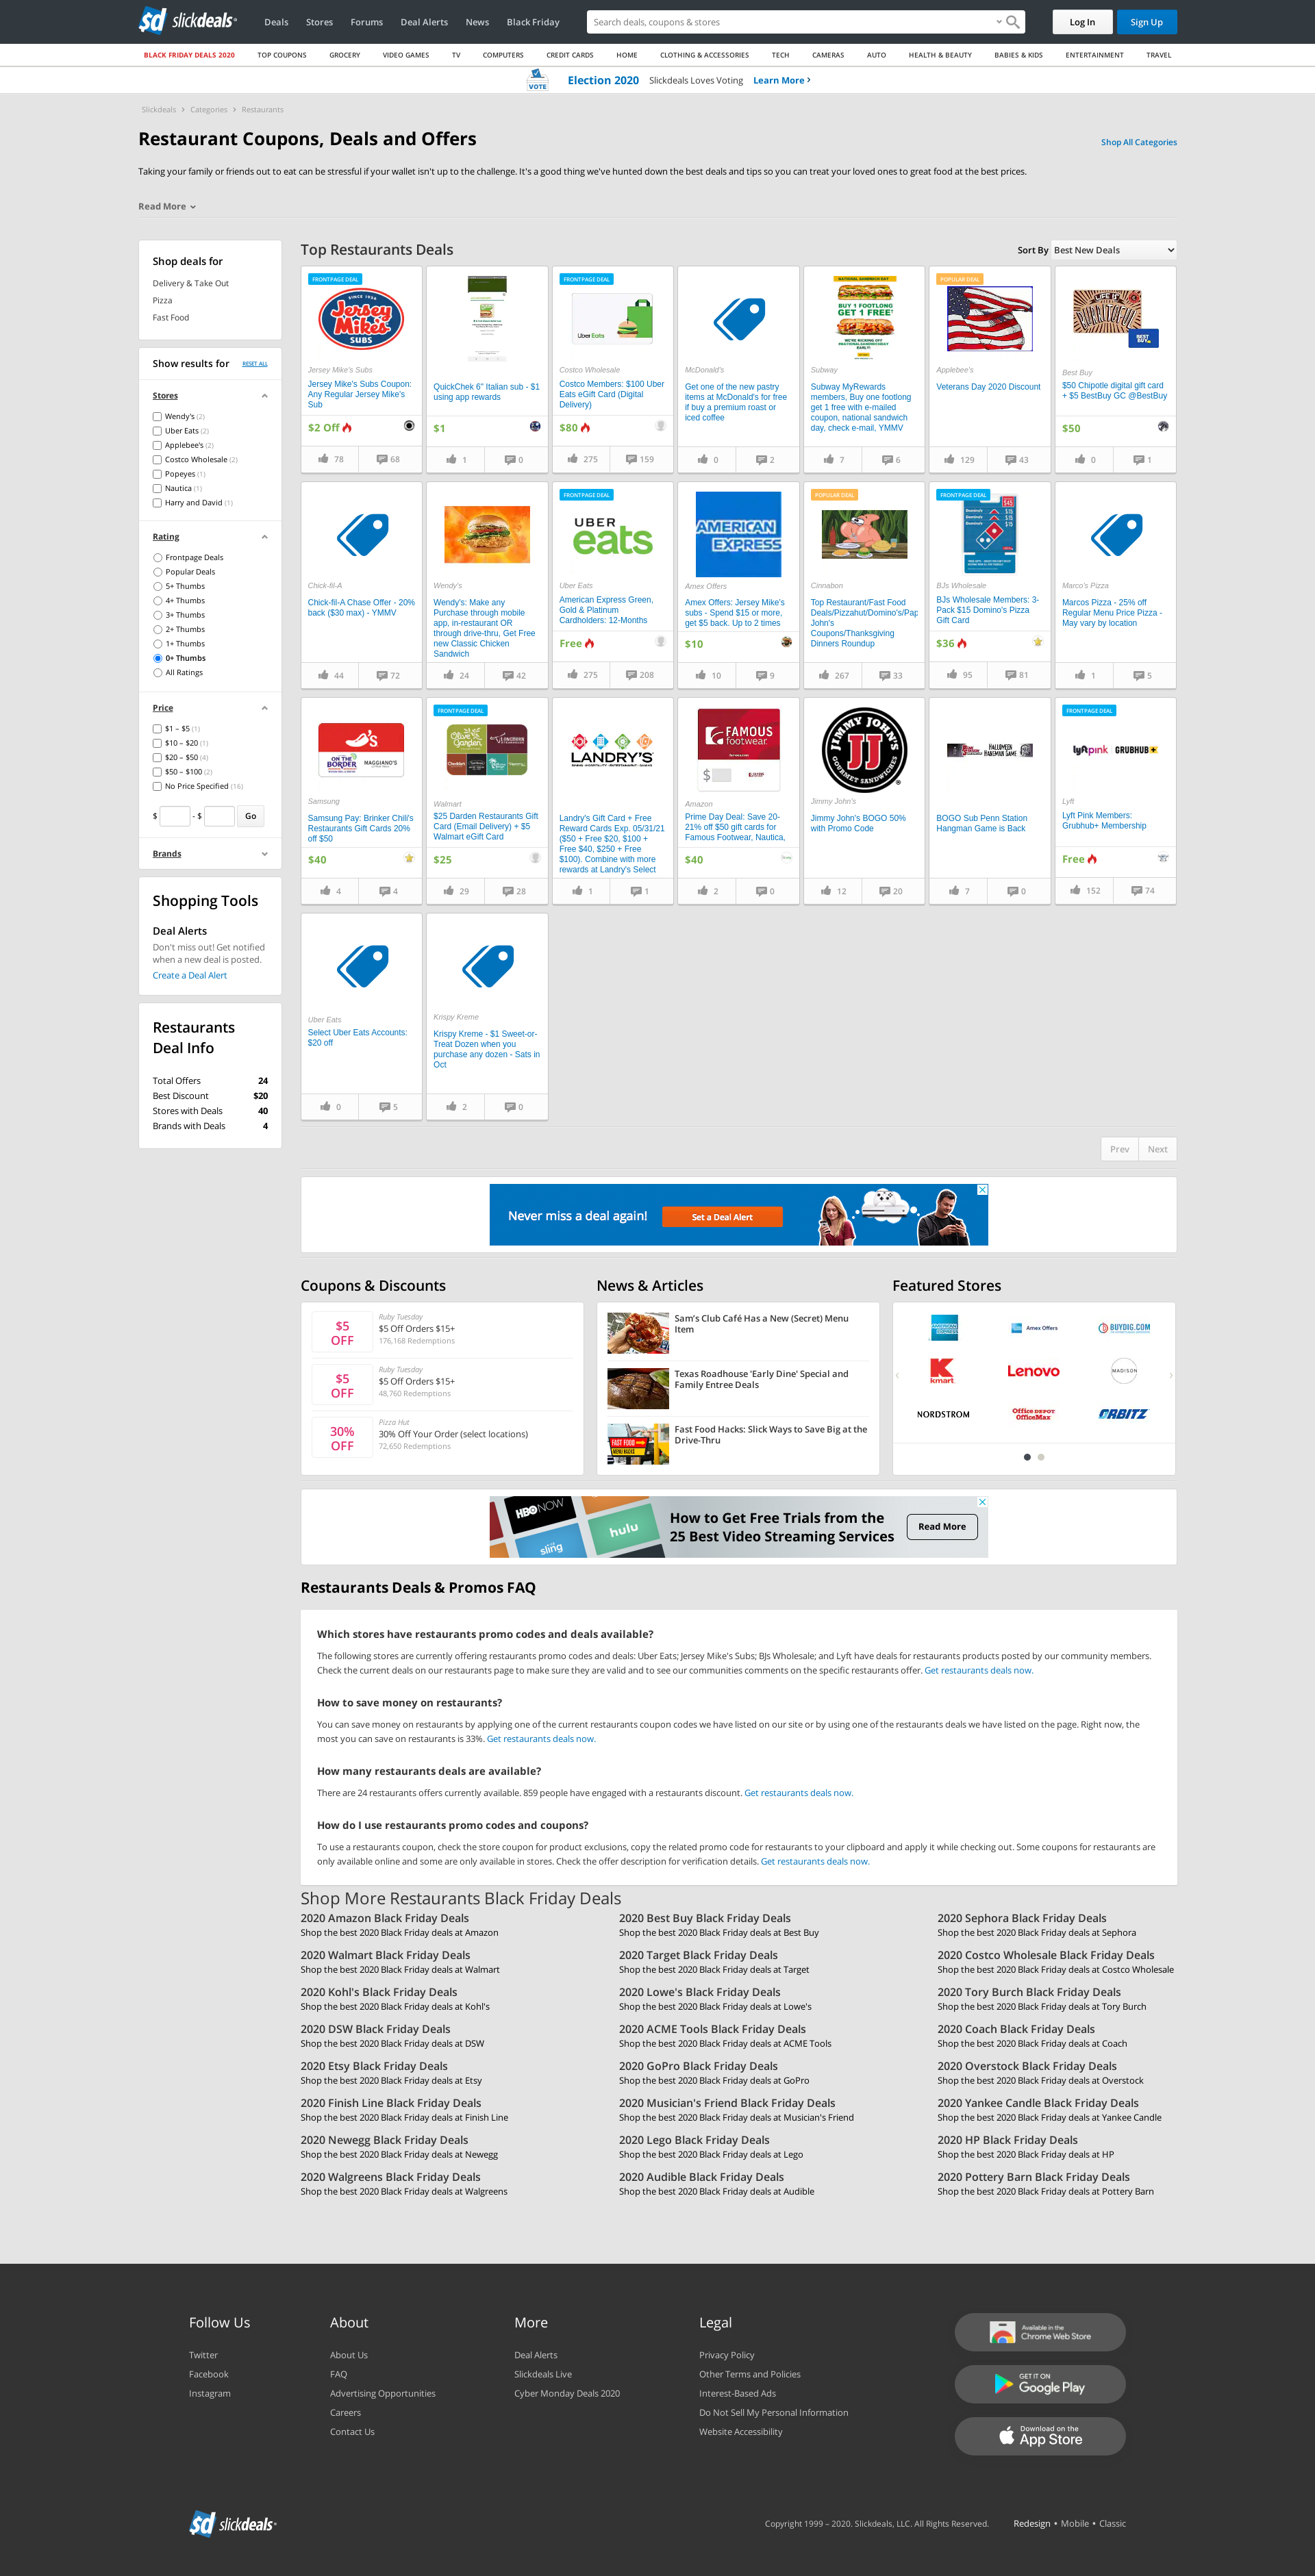 slickdeals
Deals
Stores
Forums
Deal Alerts
News
Black Friday
Search deals, coupons & stores
Log In
Sign Up
BLACK FRIDAY DEALS 2020
TOP COUPONS
GROCERY
VIDEO GAMES
TV
COMPUTERS
CREDIT CARDS
HOME
CLOTHING & ACCESSORIES
TECH
CAMERAS
AUTO
HEALTH & BEAUTY
BABIES & KIDS
ENTERTAINMENT
TRAVEL
VOTE
Election 2020
Slickdeals Loves Voting
Learn More
Slickdeals
Categories
Restaurants
Restaurant Coupons, Deals and Offers
Shop All Categories
Taking your family or friends out to eat can be stressful if your wallet isn't up to the challenge. It's a good thing we've hunted down the best deals and tips so you can treat your loved ones to great food at the best prices.
Read More
Shop deals for
Delivery & Take Out
Pizza
Fast Food
Show results for
RESET ALL
Stores
Wendy's (2)
Uber Eats (2)
Applebee's (2)
Costco Wholesale (2)
Popeyes (1)
Nautica (1)
Harry and David (1)
Rating
Frontpage Deals
Popular Deals
5+ Thumbs
4+ Thumbs
3+ Thumbs
2+ Thumbs
1+ Thumbs
0+ Thumbs
All Ratings
Price
$1 – $5 (1)
$10 – $20 (1)
$20 – $50 (4)
$50 – $100 (2)
No Price Specified (16)
$ - $ Go
Brands
Shopping Tools
Deal Alerts
Don't miss out! Get notified
when a new deal is posted.
Create a Deal Alert
Restaurants
Deal Info
Total Offers 24
Best Discount $20
Stores with Deals 40
Brands with Deals 4
Top Restaurants Deals
Sort By Best New Deals
FRONTPAGE DEAL
Jersey Mike's SUBS
Jersey Mike's Subs
Jersey Mike's Subs Coupon:
Any Regular Jersey Mike's
Sub
$2 Off
78 68
QuickChek 6" Italian sub - $1
using app rewards
$1
1 0
FRONTPAGE DEAL
Uber Eats
Costco Wholesale
Costco Members: $100 Uber
Eats eGift Card (Digital
Delivery)
$80
275 159
McDonald's
Get one of the new pastry
items at McDonald's for free
if buy a premium roast or
iced coffee
0 2
BUY 1 FOOTLONG
GET 1 FREE!
Subway
Subway MyRewards
members, Buy one footlong
get 1 free with e-mailed
coupon, national sandwich
day, check e-mail, YMMV
7 6
POPULAR DEAL
Applebee's
Veterans Day 2020 Discount
129 43
BEST BUY
Best Buy
$50 Chipotle digital gift card
+ $5 BestBuy GC @BestBuy
$50
0 1
Chick-fil-A
Chick-fil-A Chase Offer - 20%
back ($30 max) - YMMV
44 72
Wendy's
Wendy's: Make any
Purchase through mobile
app, in-restaurant OR
through drive-thru, Get Free
new Classic Chicken
Sandwich
24 42
FRONTPAGE DEAL
UBER
eats
Uber Eats
American Express Green,
Gold & Platinum
Cardholders: 12-Months
Free
275 208
AMERICAN
EXPRESS
Amex Offers
Amex Offers: Jersey Mike's
subs - Spend $15 or more,
get $5 back. Up to 2 times
$10
10 9
POPULAR DEAL
Cinnabon
Top Restaurant/Fast Food
Deals/Pizzahut/Domino's/Pap
John's
Coupons/Thanksgiving
Dinners Roundup
267 33
FRONTPAGE DEAL
BJs Wholesale
BJs Wholesale Members: 3-
Pack $15 Domino's Pizza
Gift Card
$36
95 81
Marco's Pizza
Marcos Pizza - 25% off
Regular Menu Price Pizza -
May vary by location
1 5
ON THE BORDER
MAGGIANO'S
Samsung
Samsung Pay: Brinker Chili's
Restaurants Gift Cards 20%
off $50
$40
4 4
FRONTPAGE DEAL
Olive Garden
Walmart
$25 Darden Restaurants Gift
Card (Email Delivery) + $5
Walmart eGift Card
$25
29 28
LANDRY'S
Landry's Gift Card + Free
Reward Cards Exp. 05/31/21
($50 + Free $20, $100 +
Free $40, $250 + Free
$100). Combine with more
rewards at Landry's Select
1 1
FAMOUS
footwear
$
Amazon
Prime Day Deal: Save 20-
21% off $50 gift cards for
Famous Footwear, Nautica,
$40
2 0
JIMMY JOHN'S
JJ
GOURMET SANDWICHES
Jimmy John's
Jimmy John's BOGO 50%
with Promo Code
12 20
HALLOWEEN
HANGMAN GAME
BOGO Sub Penn Station
Hangman Game is Back
7 0
FRONTPAGE DEAL
lyft pink GRUBHUB+
Lyft
Lyft Pink Members:
Grubhub+ Membership
Free
152 74
Uber Eats
Select Uber Eats Accounts:
$20 off
0 5
Krispy Kreme
Krispy Kreme - $1 Sweet-or-
Treat Dozen when you
purchase any dozen - Sats in
Oct
2 0
Prev
Next
Never miss a deal again!
Set a Deal Alert
Coupons & Discounts
$5
OFF
Ruby Tuesday
$5 Off Orders $15+
176,168 Redemptions
$5
OFF
Ruby Tuesday
$5 Off Orders $15+
48,760 Redemptions
30%
OFF
Pizza Hut
30% Off Your Order (select locations)
72,650 Redemptions
News & Articles
Sam's Club Café Has a New (Secret) Menu
Item
Texas Roadhouse 'Early Dine' Special and
Family Entree Deals
FAST FOOD
MENU HACKS
Fast Food Hacks: Slick Ways to Save Big at the
Drive-Thru
Featured Stores
AMERICAN EXPRESS
Amex Offers
BUYDIG.COM
kmart
Lenovo
MADISON
NORDSTROM
Office DEPOT
OfficeMax
ORBITZ
HBO NOW
hulu
sling
How to Get Free Trials from the
25 Best Video Streaming Services
Read More
Restaurants Deals & Promos FAQ
Which stores have restaurants promo codes and deals available?
The following stores are currently offering restaurants promo codes and deals: Uber Eats; Jersey Mike's Subs; BJs Wholesale; and Lyft have deals for restaurants products posted by our community members.
Check the current deals on our restaurants page to make sure they are valid and to see our communities comments on the specific restaurants offer. Get restaurants deals now.
How to save money on restaurants?
You can save money on restaurants by applying one of the current restaurants coupon codes we have listed on our site or by using one of the restaurants deals we have listed on the page. Right now, the
most you can save on restaurants is 33%. Get restaurants deals now.
How many restaurants deals are available?
There are 24 restaurants offers currently available. 859 people have engaged with a restaurants discount. Get restaurants deals now.
How do I use restaurants promo codes and coupons?
To use a restaurants coupon, check the store coupon for product exclusions, copy the related promo code for restaurants to your clipboard and apply it while checking out. Some coupons for restaurants are
only available online and some are only available in stores. Check the offer description for verification details. Get restaurants deals now.
Shop More Restaurants Black Friday Deals
2020 Amazon Black Friday Deals
Shop the best 2020 Black Friday deals at Amazon
2020 Best Buy Black Friday Deals
Shop the best 2020 Black Friday deals at Best Buy
2020 Sephora Black Friday Deals
Shop the best 2020 Black Friday deals at Sephora
2020 Walmart Black Friday Deals
Shop the best 2020 Black Friday deals at Walmart
2020 Target Black Friday Deals
Shop the best 2020 Black Friday deals at Target
2020 Costco Wholesale Black Friday Deals
Shop the best 2020 Black Friday deals at Costco Wholesale
2020 Kohl's Black Friday Deals
Shop the best 2020 Black Friday deals at Kohl's
2020 Lowe's Black Friday Deals
Shop the best 2020 Black Friday deals at Lowe's
2020 Tory Burch Black Friday Deals
Shop the best 2020 Black Friday deals at Tory Burch
2020 DSW Black Friday Deals
Shop the best 2020 Black Friday deals at DSW
2020 ACME Tools Black Friday Deals
Shop the best 2020 Black Friday deals at ACME Tools
2020 Coach Black Friday Deals
Shop the best 2020 Black Friday deals at Coach
2020 Etsy Black Friday Deals
Shop the best 2020 Black Friday deals at Etsy
2020 GoPro Black Friday Deals
Shop the best 2020 Black Friday deals at GoPro
2020 Overstock Black Friday Deals
Shop the best 2020 Black Friday deals at Overstock
2020 Finish Line Black Friday Deals
Shop the best 2020 Black Friday deals at Finish Line
2020 Musician's Friend Black Friday Deals
Shop the best 2020 Black Friday deals at Musician's Friend
2020 Yankee Candle Black Friday Deals
Shop the best 2020 Black Friday deals at Yankee Candle
2020 Newegg Black Friday Deals
Shop the best 2020 Black Friday deals at Newegg
2020 Lego Black Friday Deals
Shop the best 2020 Black Friday deals at Lego
2020 HP Black Friday Deals
Shop the best 2020 Black Friday deals at HP
2020 Walgreens Black Friday Deals
Shop the best 2020 Black Friday deals at Walgreens
2020 Audible Black Friday Deals
Shop the best 2020 Black Friday deals at Audible
2020 Pottery Barn Black Friday Deals
Shop the best 2020 Black Friday deals at Pottery Barn
Follow Us
Twitter
Facebook
Instagram
About
About Us
FAQ
Advertising Opportunities
Careers
Contact Us
More
Deal Alerts
Slickdeals Live
Cyber Monday Deals 2020
Legal
Privacy Policy
Other Terms and Policies
Interest-Based Ads
Do Not Sell My Personal Information
Website Accessibility
Available in the
Chrome Web Store
GET IT ON
Google Play
Download on the
App Store
slickdeals
Copyright 1999 – 2020. Slickdeals, LLC. All Rights Reserved.
Redesign • Mobile • Classic